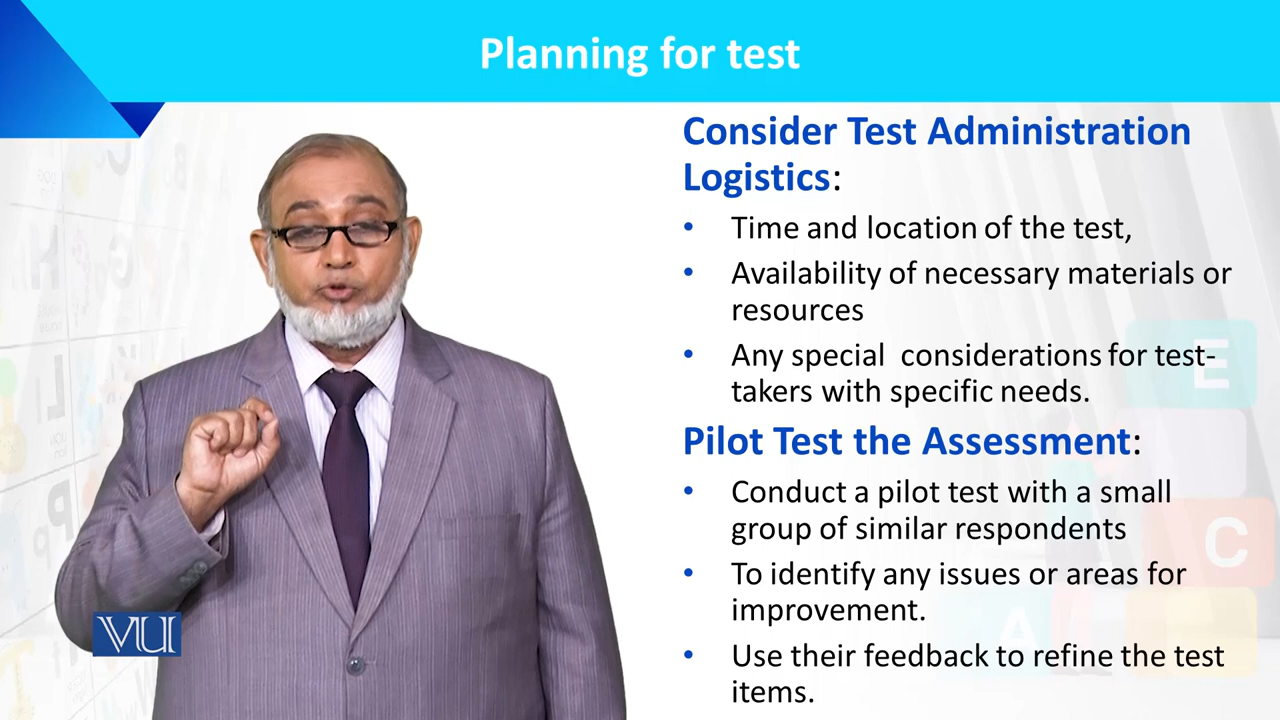 Planning for test
Consider Test Administration
Logistics:
• Time and location of the test,
• Availability of necessary materials or
resources
• Any special  considerations for test-
takers with specific needs.
Pilot Test the Assessment:
• Conduct a pilot test with a small
group of similar respondents
• To identify any issues or areas for
improvement.
• Use their feedback to refine the test
items.
VU
E
C
A